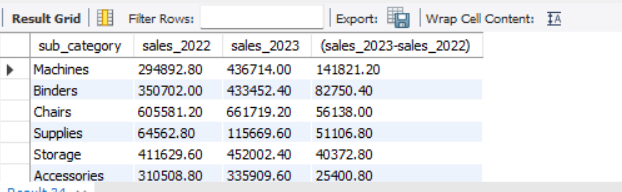 Result Grid Filter Rows: Export: Wrap Cell Content:
sub_category sales_2022 sales_2023 (sales_2023-sales_2022)
Machines 294892.80 436714.00 141821.20
Binders 350702.00 433452.40 82750.40
Chairs 605581.20 661719.20 56138.00
Supplies 64562.80 115669.60 51106.80
Storage 411629.60 452002.40 40372.80
Accessories 310508.80 335909.60 25400.80